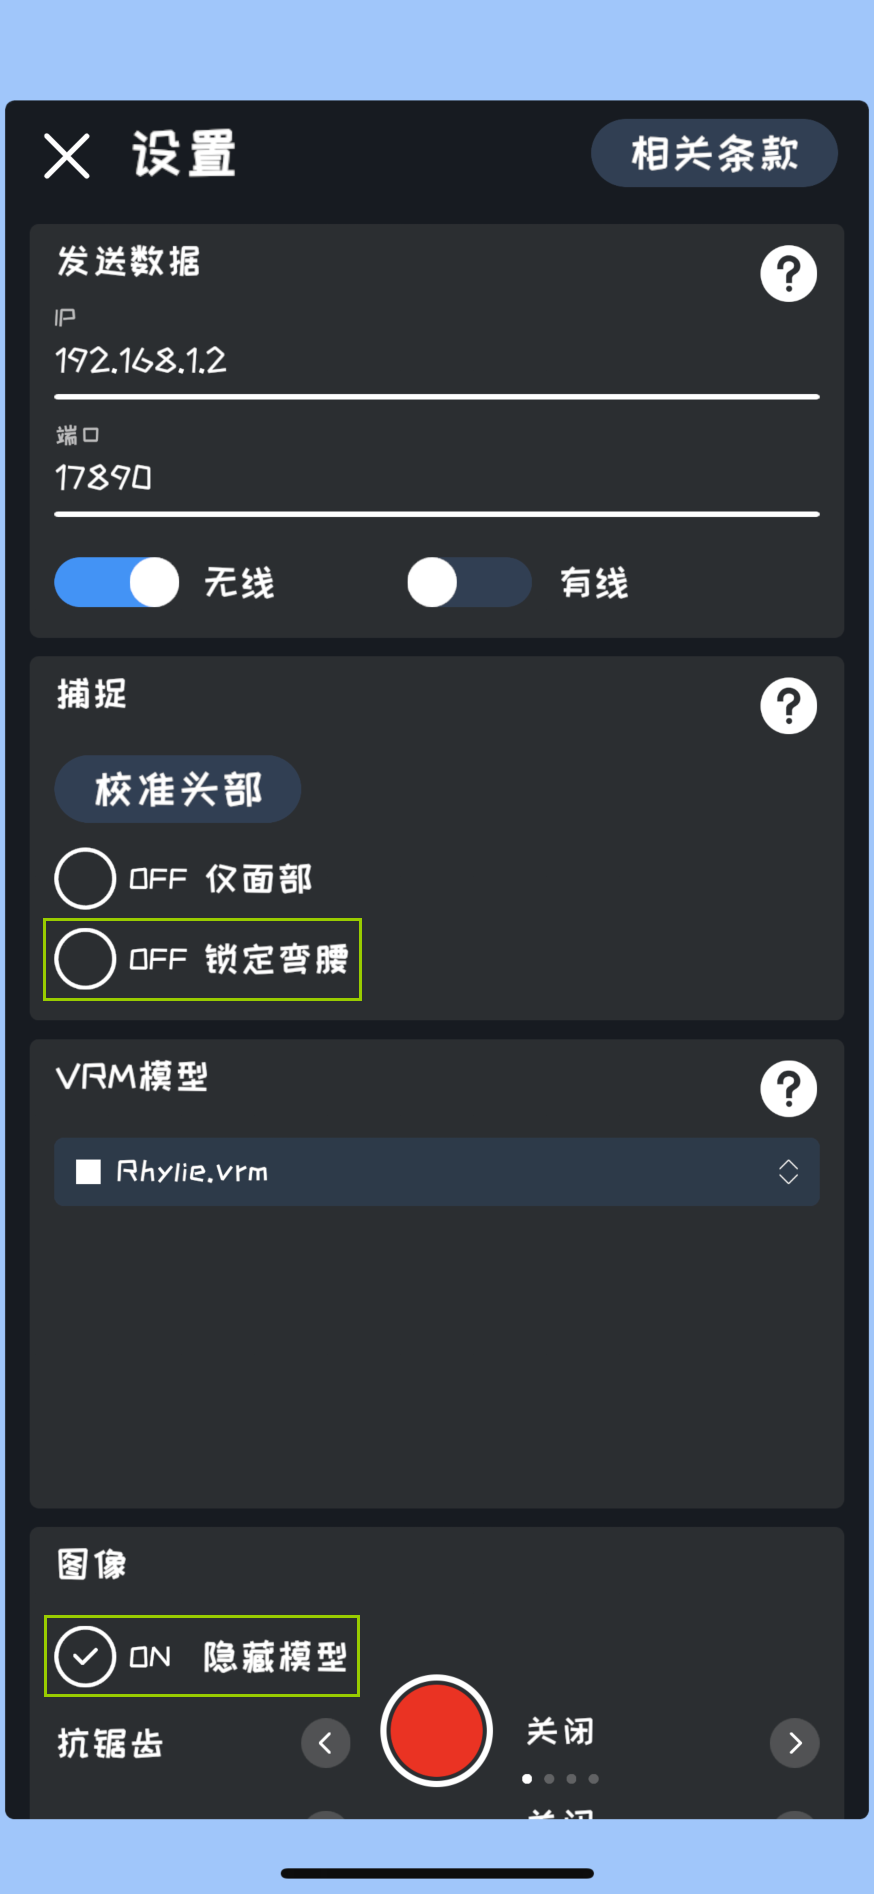 设置
相关条款
发送数据
?
IP
192.168.1.2
端口
17890
无线
有线
捕捉
?
校准头部
OFF 仅面部
OFF 锁定弯腰
VRM模型
?
Rhylie.vrm
图像
ON 隐藏模型
抗锯齿
关闭